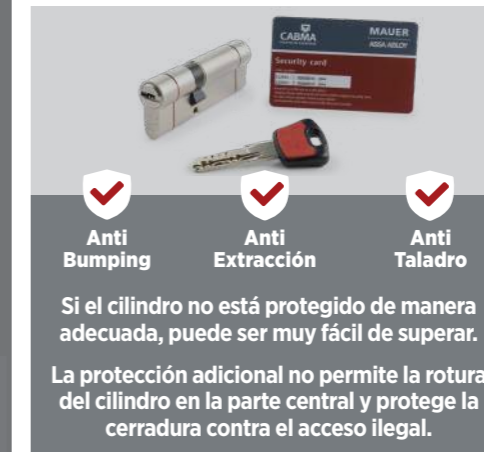 CABMA
MAUER
ASSA ABLOY
Security card
Anti
Bumping
Anti
Extracción
Anti
Taladro
Si el cilindro no está protegido de manera
adecuada, puede ser muy fácil de superar.
La protección adicional no permite la rotura
del cilindro en la parte central y protege la
cerradura contra el acceso ilegal.